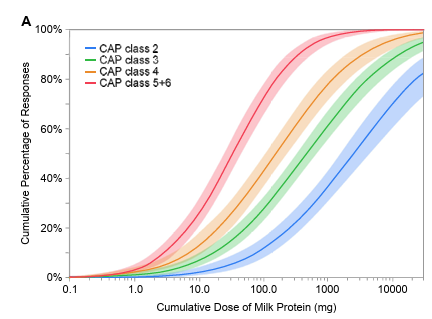 A
100%
80%
60%
40%
20%
0%
Cumulative Percentage of Responses
CAP class 2
CAP class 3
CAP class 4
CAP class 5+6
0.1 1.0 10.0 100.0 1000 10000
Cumulative Dose of Milk Protein (mg)